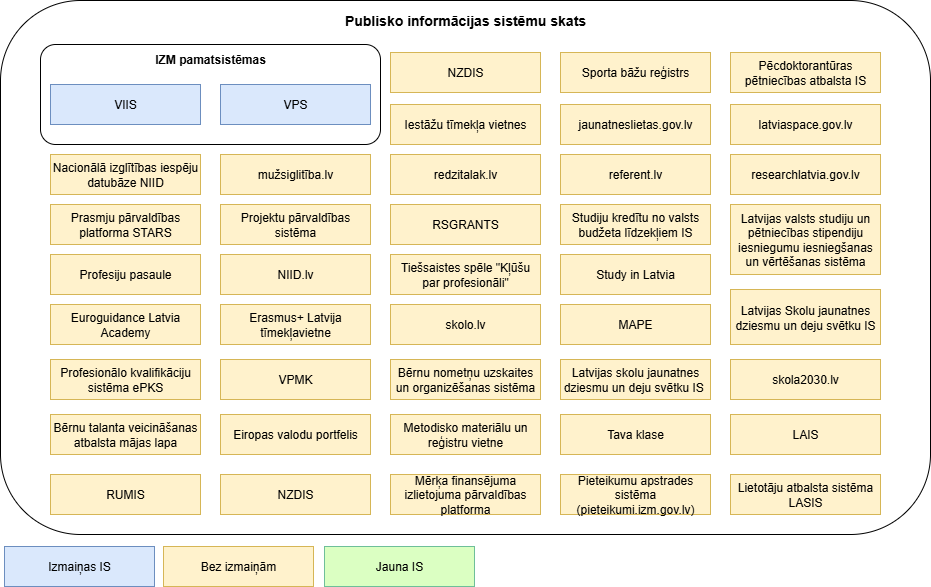 Publisko informācijas sistēmu skats
IZM pamatsistēmas
VIIS
VPS
NZDIS
Sporta bāžu reģistrs
Pēcdoktorantūras
pētniecības atbalsta IS
Iestāžu tīmekļa vietnes
jaunatneslietas.gov.lv
latviaspace.gov.lv
Nacionālā izglītības iespēju
datubāze NIID
mužsiglitība.lv
redzitalak.lv
referent.lv
researchlatvia.gov.lv
Prasmju pārvaldības
platforma STARS
Projektu pārvaldības
sistēma
RSGRANTS
Studiju kredītu no valsts
budžeta līdzekļiem IS
Latvijas valsts studiju un
pētniecības stipendiju
iesniegumu iesniegšanas
un vērtēšanas sistēma
Profesiju pasaule
NIID.lv
Tiešsaistes spēle "Kļūšu
par profesionāli"
Study in Latvia
Euroguidance Latvia
Academy
Erasmus+ Latvija
tīmekļavietne
skolo.lv
MAPE
Latvijas Skolu jaunatnes
dziesmu un deju svētku IS
Profesionālo kvalifikāciju
sistēma ePKS
VPMK
Bērnu nometņu uzskaites
un organizēšanas sistēma
Latvijas skolu jaunatnes
dziesmu un deju svētku IS
skola2030.lv
Bērnu talanta veicināšanas
atbalsta mājas lapa
Eiropas valodu portfelis
Metodisko materiālu un
reģistru vietne
Tava klase
LAIS
RUMIS
NZDIS
Mērķa finansējuma
izlietojuma pārvaldības
platforma
Pieteikumu apstrades
sistēma
(pieteikumi.izm.gov.lv)
Lietotāju atbalsta sistēma
LASIS
Izmaiņas IS
Bez izmaiņām
Jauna IS